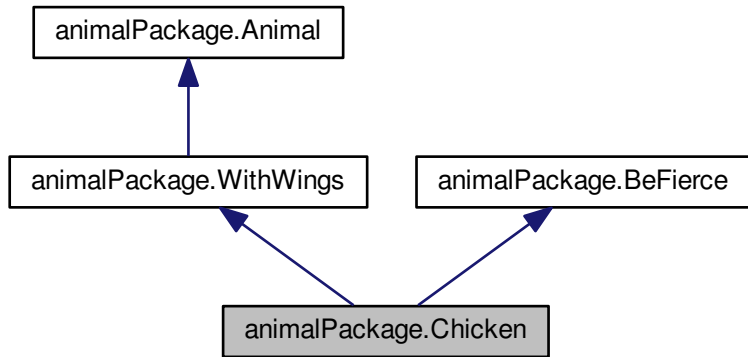 animalPackage.Animal
animalPackage.WithWings
animalPackage.BeFierce
animalPackage.Chicken